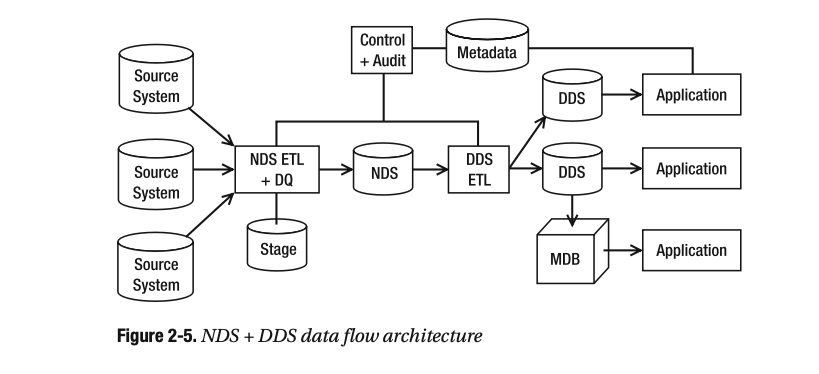 Control
+ Audit
Metadata
Source
System
DDS
Application
Source
System
NDS ETL
+ DQ
NDS
DDS
ETL
DDS
Application
Stage
Source
System
MDB
Application
Figure 2-5. NDS + DDS data flow architecture